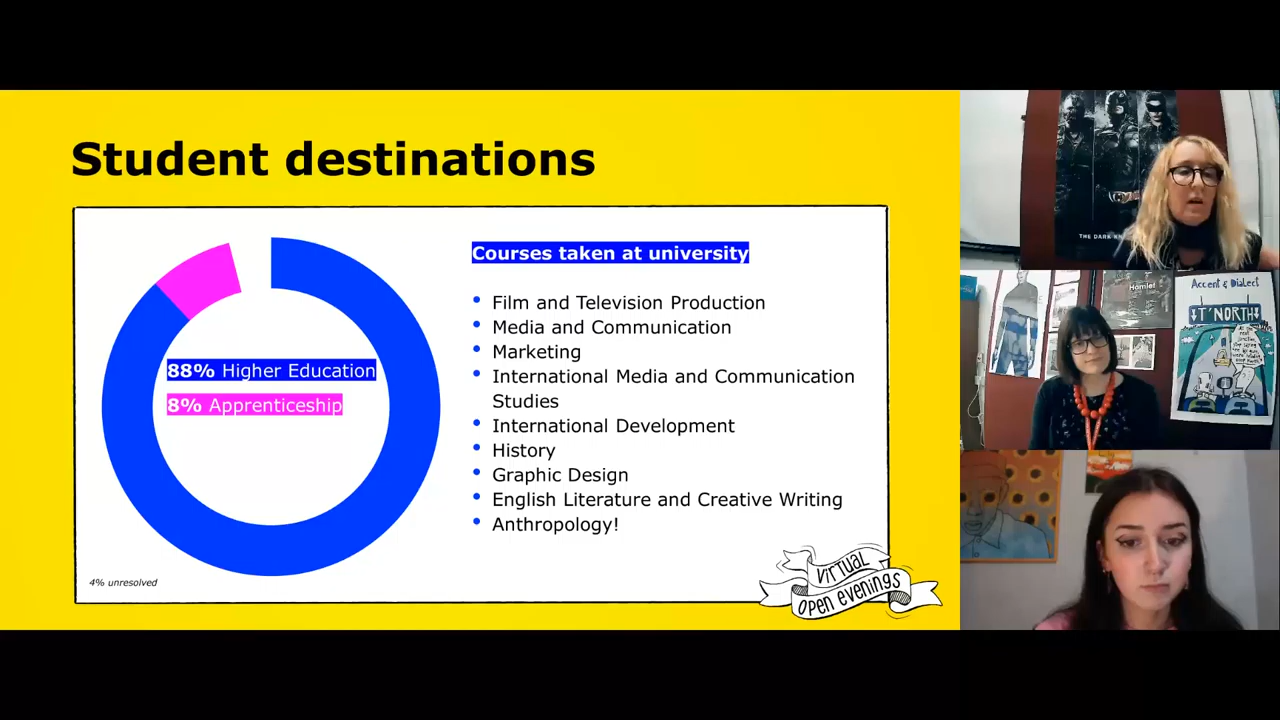 Student destinations
88% Higher Education
8% Apprenticeship
4% unresolved
Courses taken at university
• Film and Television Production
• Media and Communication
• Marketing
• International Media and Communication
Studies
• International Development
• History
• Graphic Design
• English Literature and Creative Writing
• Anthropology!
VIRTUAL
OPEN EVENINGS
THE DARK
Hamlet
Accent & Dialect
T'NORTH